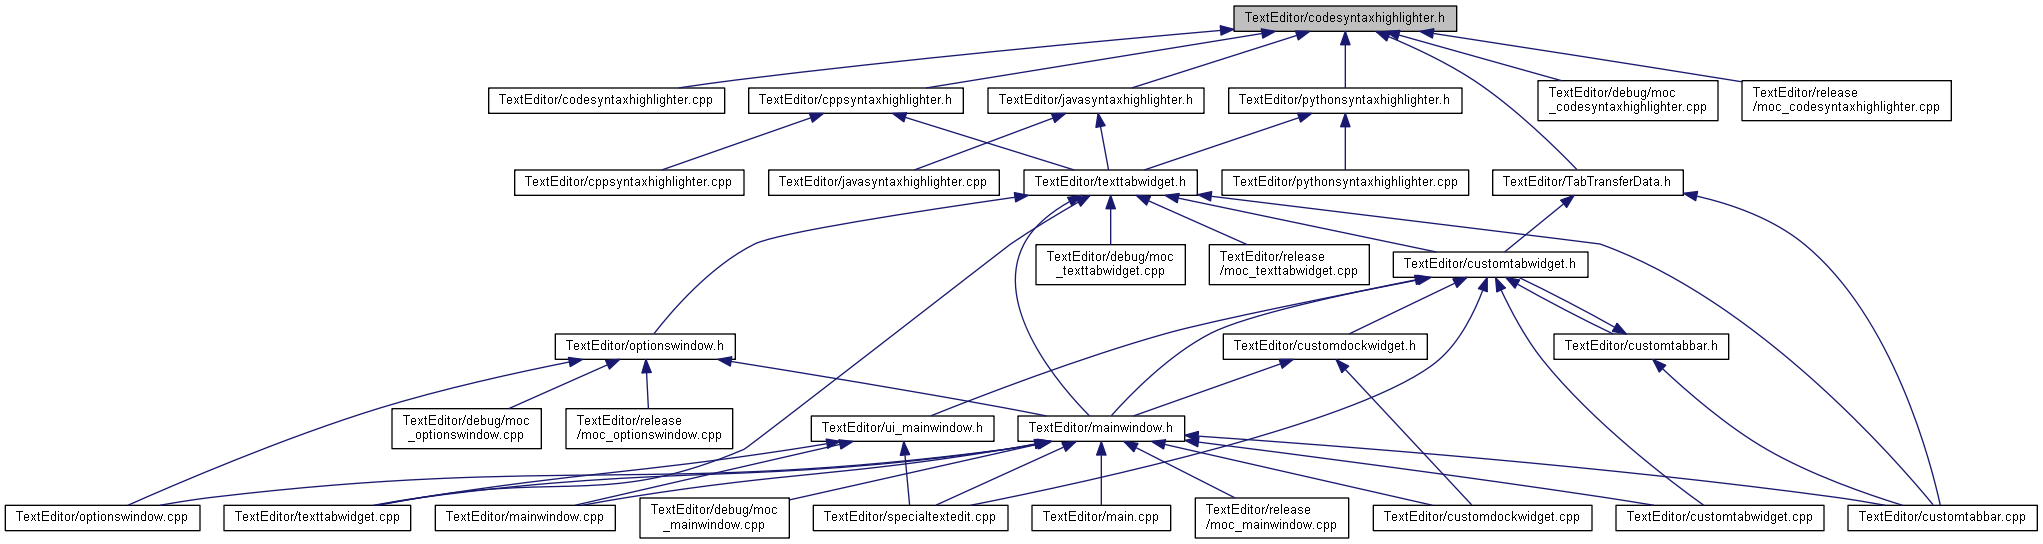 TextEditor/codesyntaxhighlighter.h
TextEditor/codesyntaxhighlighter.cpp
TextEditor/cppsyntaxhighlighter.h
TextEditor/javasyntaxhighlighter.h
TextEditor/pythonsyntaxhighlighter.h
TextEditor/debug/moc
_codesyntaxhighlighter.cpp
TextEditor/release
/moc_codesyntaxhighlighter.cpp
TextEditor/cppsyntaxhighlighter.cpp
TextEditor/javasyntaxhighlighter.cpp
TextEditor/texttabwidget.h
TextEditor/pythonsyntaxhighlighter.cpp
TextEditor/TabTransferData.h
TextEditor/debug/moc
_texttabwidget.cpp
TextEditor/release
/moc_texttabwidget.cpp
TextEditor/customtabwidget.h
TextEditor/optionswindow.h
TextEditor/customdockwidget.h
TextEditor/customtabbar.h
TextEditor/debug/moc
_optionswindow.cpp
TextEditor/release
/moc_optionswindow.cpp
TextEditor/ui_mainwindow.h
TextEditor/mainwindow.h
TextEditor/optionswindow.cpp
TextEditor/texttabwidget.cpp
TextEditor/mainwindow.cpp
TextEditor/debug/moc
_mainwindow.cpp
TextEditor/specialtextedit.cpp
TextEditor/main.cpp
TextEditor/release
/moc_mainwindow.cpp
TextEditor/customdockwidget.cpp
TextEditor/customtabwidget.cpp
TextEditor/customtabbar.cpp